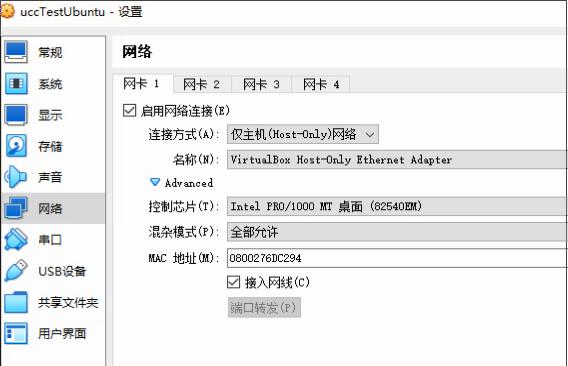 uccTestUbuntu - 设置
常规
系统
显示
存储
声音
网络
串口
USB设备
共享文件夹
用户界面
网络
网卡 1 网卡 2 网卡 3 网卡 4
启用网络连接(E)
连接方式(A): 仅主机(Host-Only)网络
名称(N): VirtualBox Host-Only Ethernet Adapter
Advanced
控制芯片(T): Intel PRO/1000 MT 桌面 (82540EM)
混杂模式(P): 全部允许
MAC 地址(M): 0800276DC294
接入网线(C)
端口转发(P)